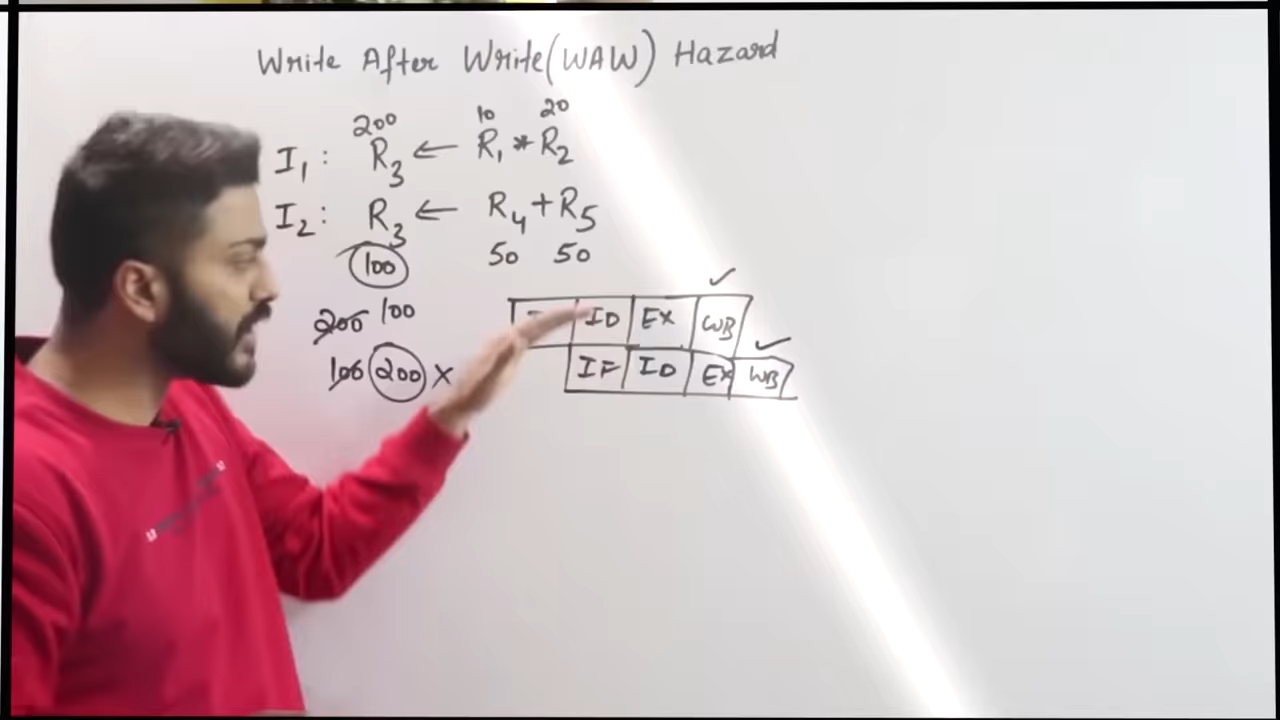 Write After Write(WAW) Hazard
200 10 20
I₁: R₃ ← R₁ * R₂
I₂: R₃ ← R₄ + R₅
100 50 50
200 100
100 200 ×
ID EX WB ✓
IF ID EX WB ✓